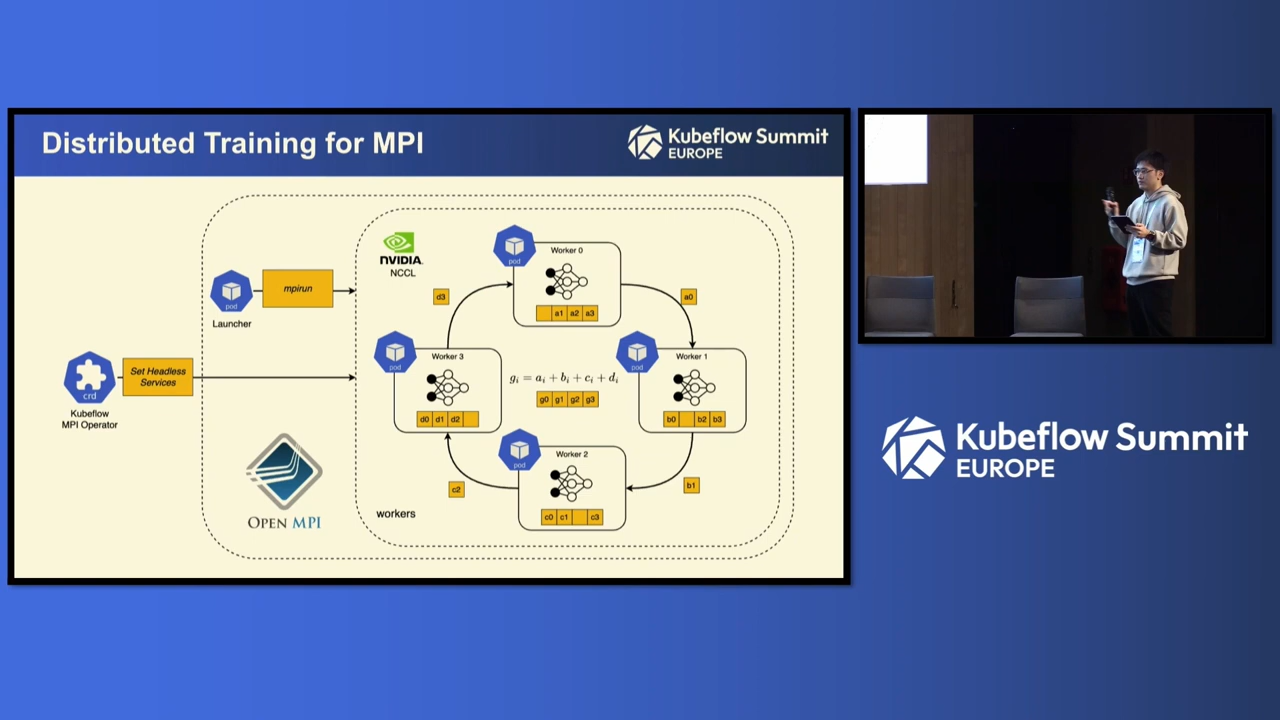 Distributed Training for MPI
Kubeflow Summit
EUROPE
NVIDIA.
NCCL
pod
Worker 0
a1 a2 a3
d3
a0
pod
mpirun
Launcher
pod
Worker 3
d0 d1 d2
pod
Worker 1
b0 b2 b3
gᵢ = aᵢ + bᵢ + cᵢ + dᵢ
g0 g1 g2 g3
crd
Set Headless
Services
Kubeflow
MPI Operator
pod
Worker 2
c0 c1 c3
c2
b1
OPEN MPI
workers
Kubeflow Summit
EUROPE